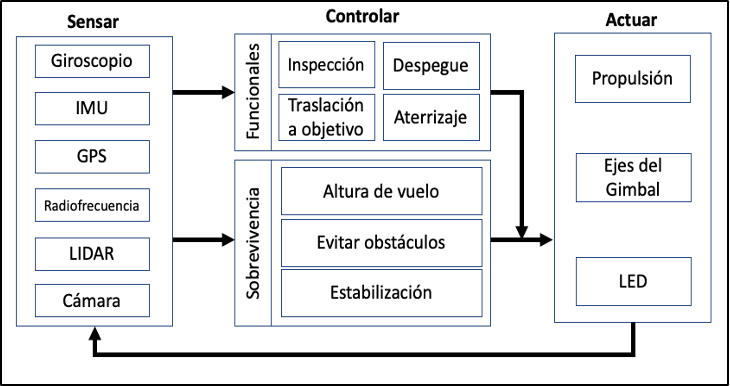 Sensar
Giroscopio
IMU
GPS
Radiofrecuencia
LIDAR
Cámara
Controlar
Funcionales
Inspección
Despegue
Traslación
a objetivo
Aterrizaje
Sobrevivencia
Altura de vuelo
Evitar obstáculos
Estabilización
Actuar
Propulsión
Ejes del
Gimbal
LED